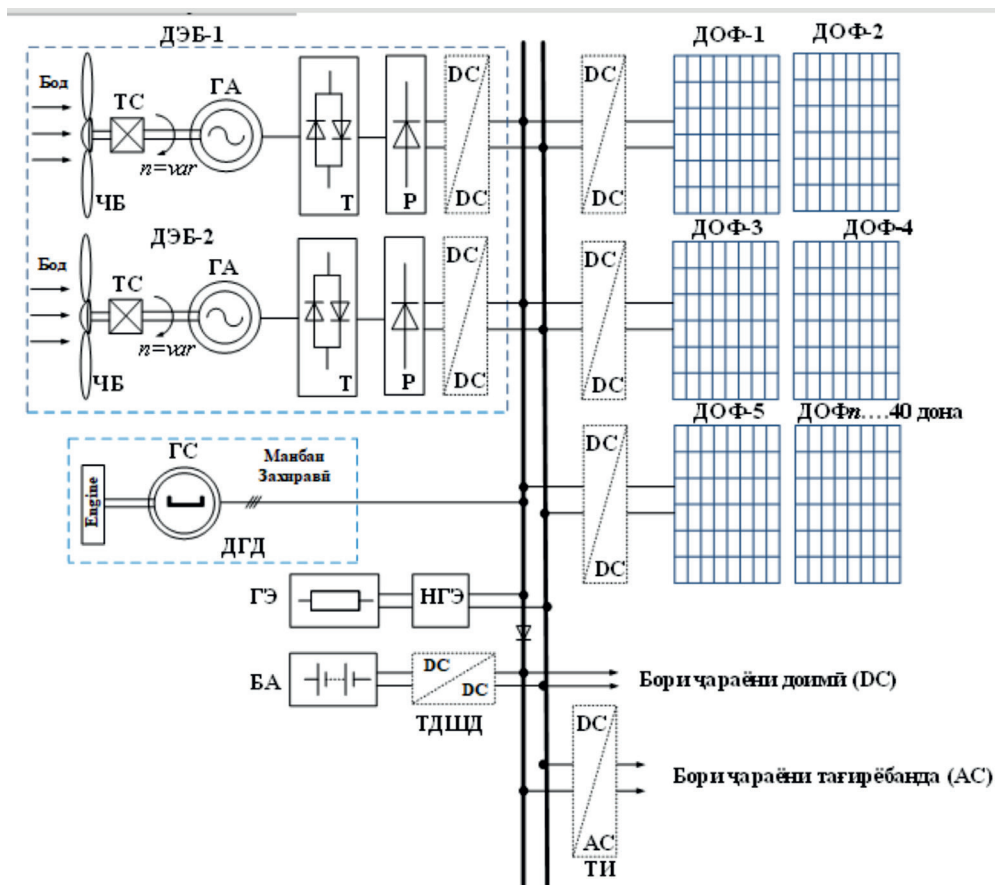 ДЭБ-1
Бод
ТС
ГА
n=var
ЧБ
Т
Р
DC
DC
ДЭБ-2
Бод
ТС
ГА
n=var
ЧБ
Т
Р
DC
DC
Engine
ГС
Манбаи
Захиравӣ
ДГД
ГЭ
НГЭ
БА
DC
DC
ТДЩД
DC
DC
ДОФ-1
ДОФ-2
DC
DC
ДОФ-3
ДОФ-4
DC
DC
ДОФ-5
ДОФn....40 дона
Бори ҷараёни доимӣ (DC)
DC
AC
ТИ
Бори ҷараёни тағирёбанда (AC)